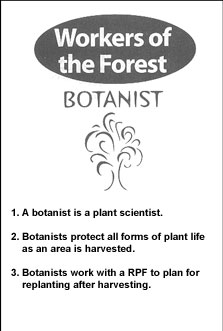 Workers of
the Forest
BOTANIST
1. A botanist is a plant scientist.
2. Botanists protect all forms of plant life
as an area is harvested.
3. Botanists work with a RPF to plan for
replanting after harvesting.